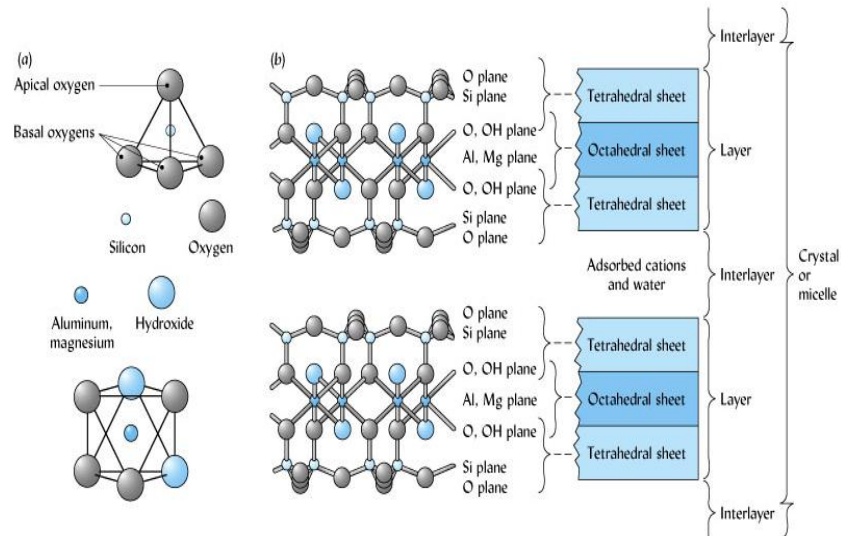 (a)
Apical oxygen
Basal oxygens
Silicon
Oxygen
Aluminum,
magnesium
Hydroxide
(b)
O plane
Si plane
O, OH plane
Al, Mg plane
O, OH plane
Si plane
O plane
Tetrahedral sheet
Octahedral sheet
Tetrahedral sheet
Interlayer
Layer
Adsorbed cations
and water
Interlayer
Crystal
or
micelle
O plane
Si plane
O, OH plane
Al, Mg plane
O, OH plane
Si plane
O plane
Tetrahedral sheet
Octahedral sheet
Tetrahedral sheet
Layer
Interlayer